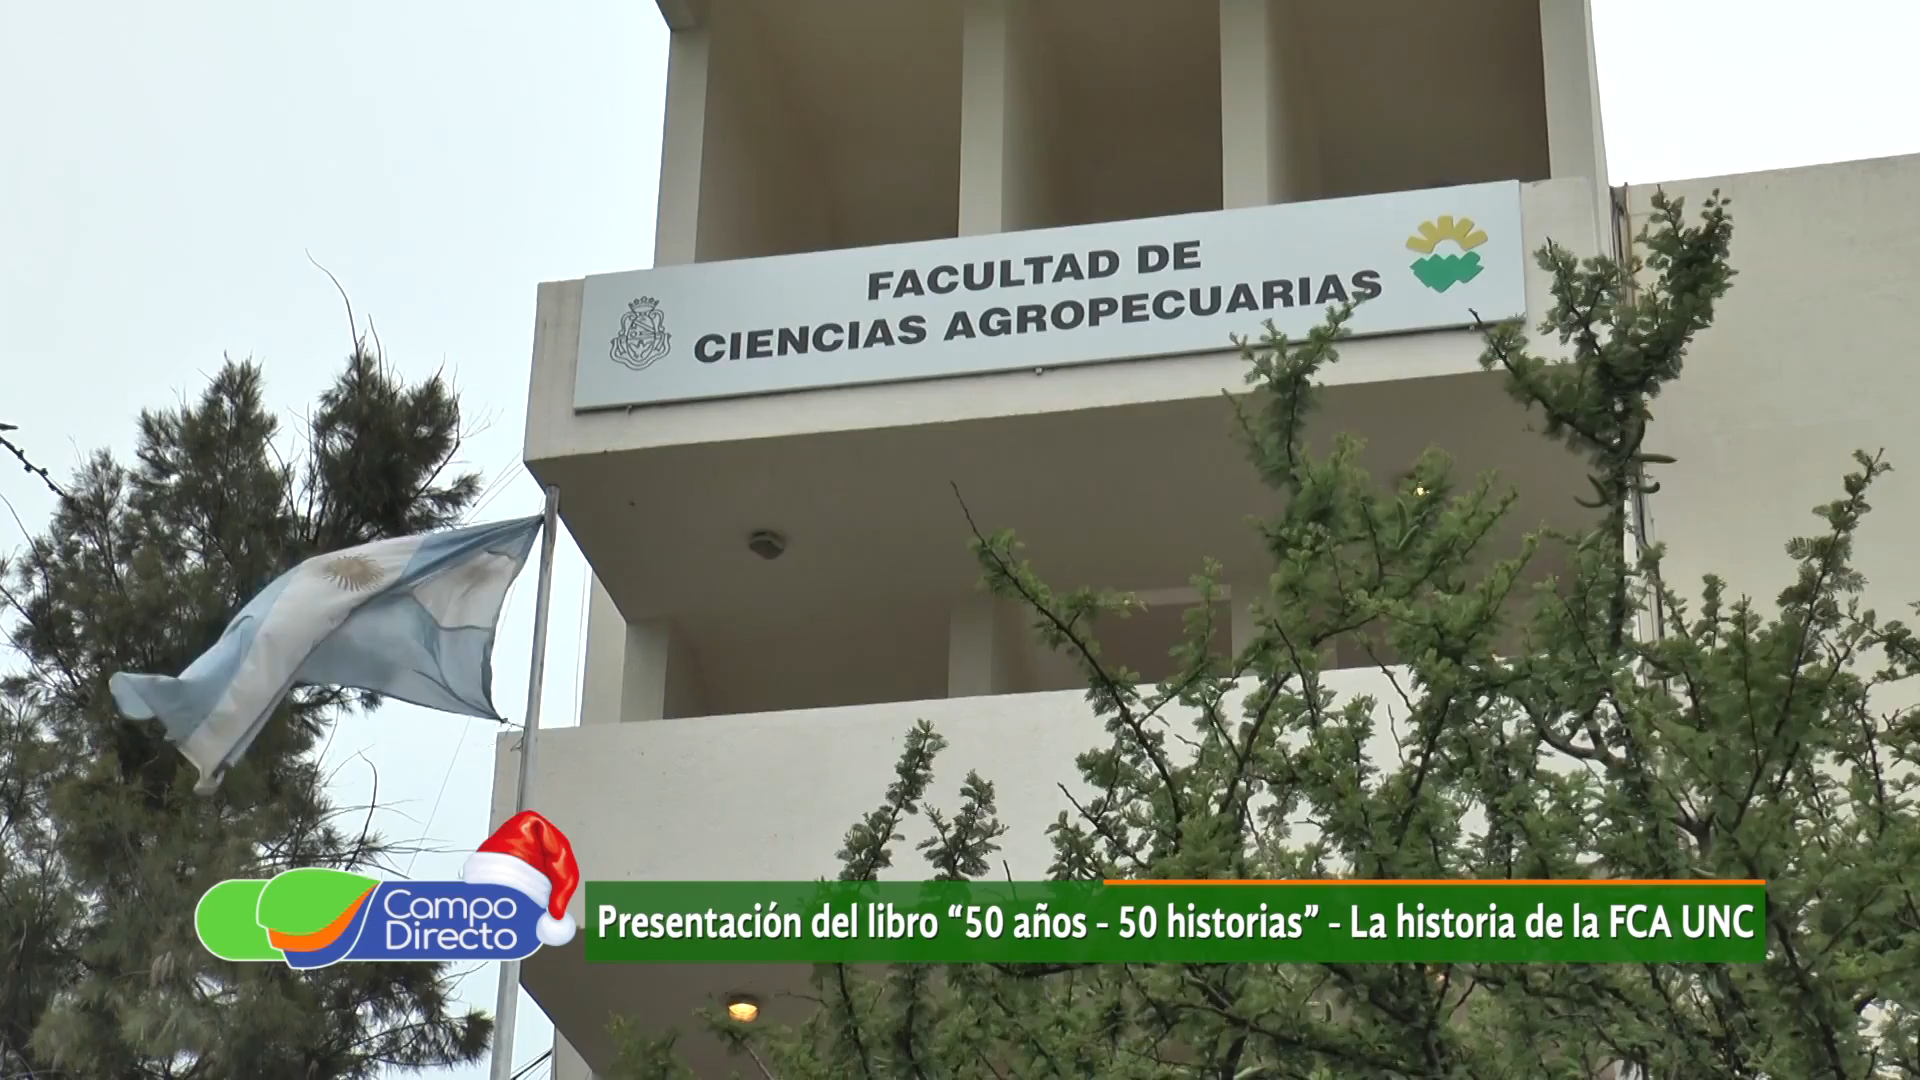 FACULTAD DE
CIENCIAS AGROPECUARIAS
Campo
Directo
Presentación del libro “50 años - 50 historias” - La historia de la FCA UNC